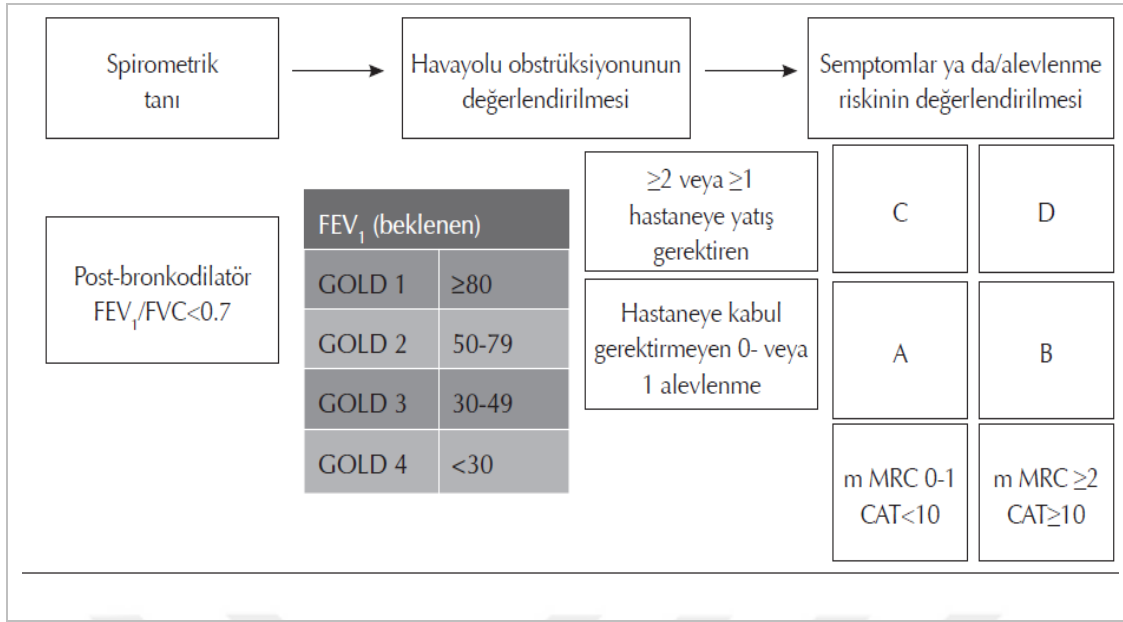 Spirometrik
tanı
Havayolu obstrüksiyonunun
değerlendirilmesi
Semptomlar ya da/alevlenme
riskinin değerlendirilmesi
Post-bronkodilatör
FEV₁/FVC<0.7
FEV₁ (beklenen)
GOLD 1 ≥80
GOLD 2 50-79
GOLD 3 30-49
GOLD 4 <30
≥2 veya ≥1
hastaneye yatış
gerektiren
Hastaneye kabul
gerektirmeyen 0- veya
1 alevlenme
C D
A B
m MRC 0-1
CAT<10
m MRC ≥2
CAT≥10